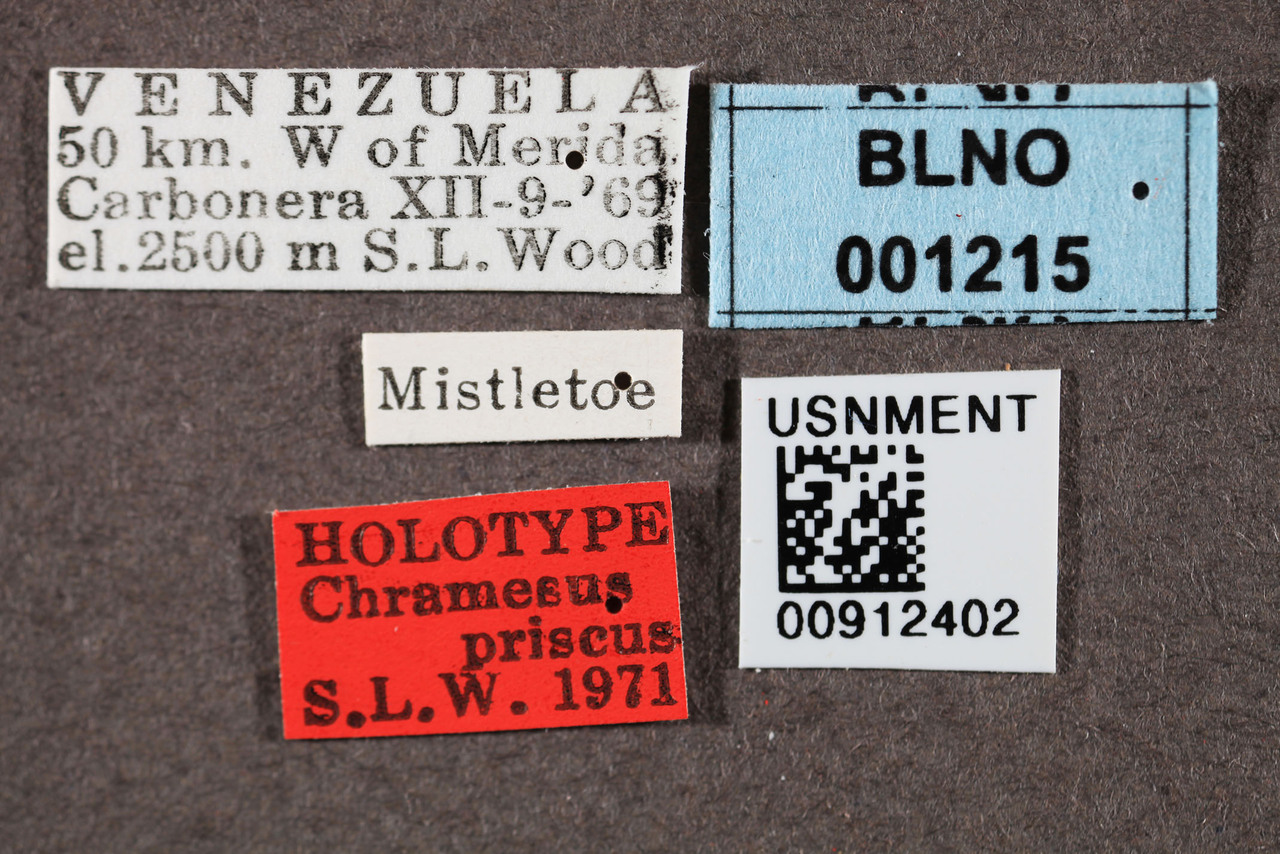 VENEZUELA
50 km. W of Merida,
Carbonera XII-9-'69
el.2500 m S.L.Wood
BLNO
001215
Mistletoe
USNMENT
00912402
HOLOTYPE
Chramesus
priscus
S.L.W. 1971